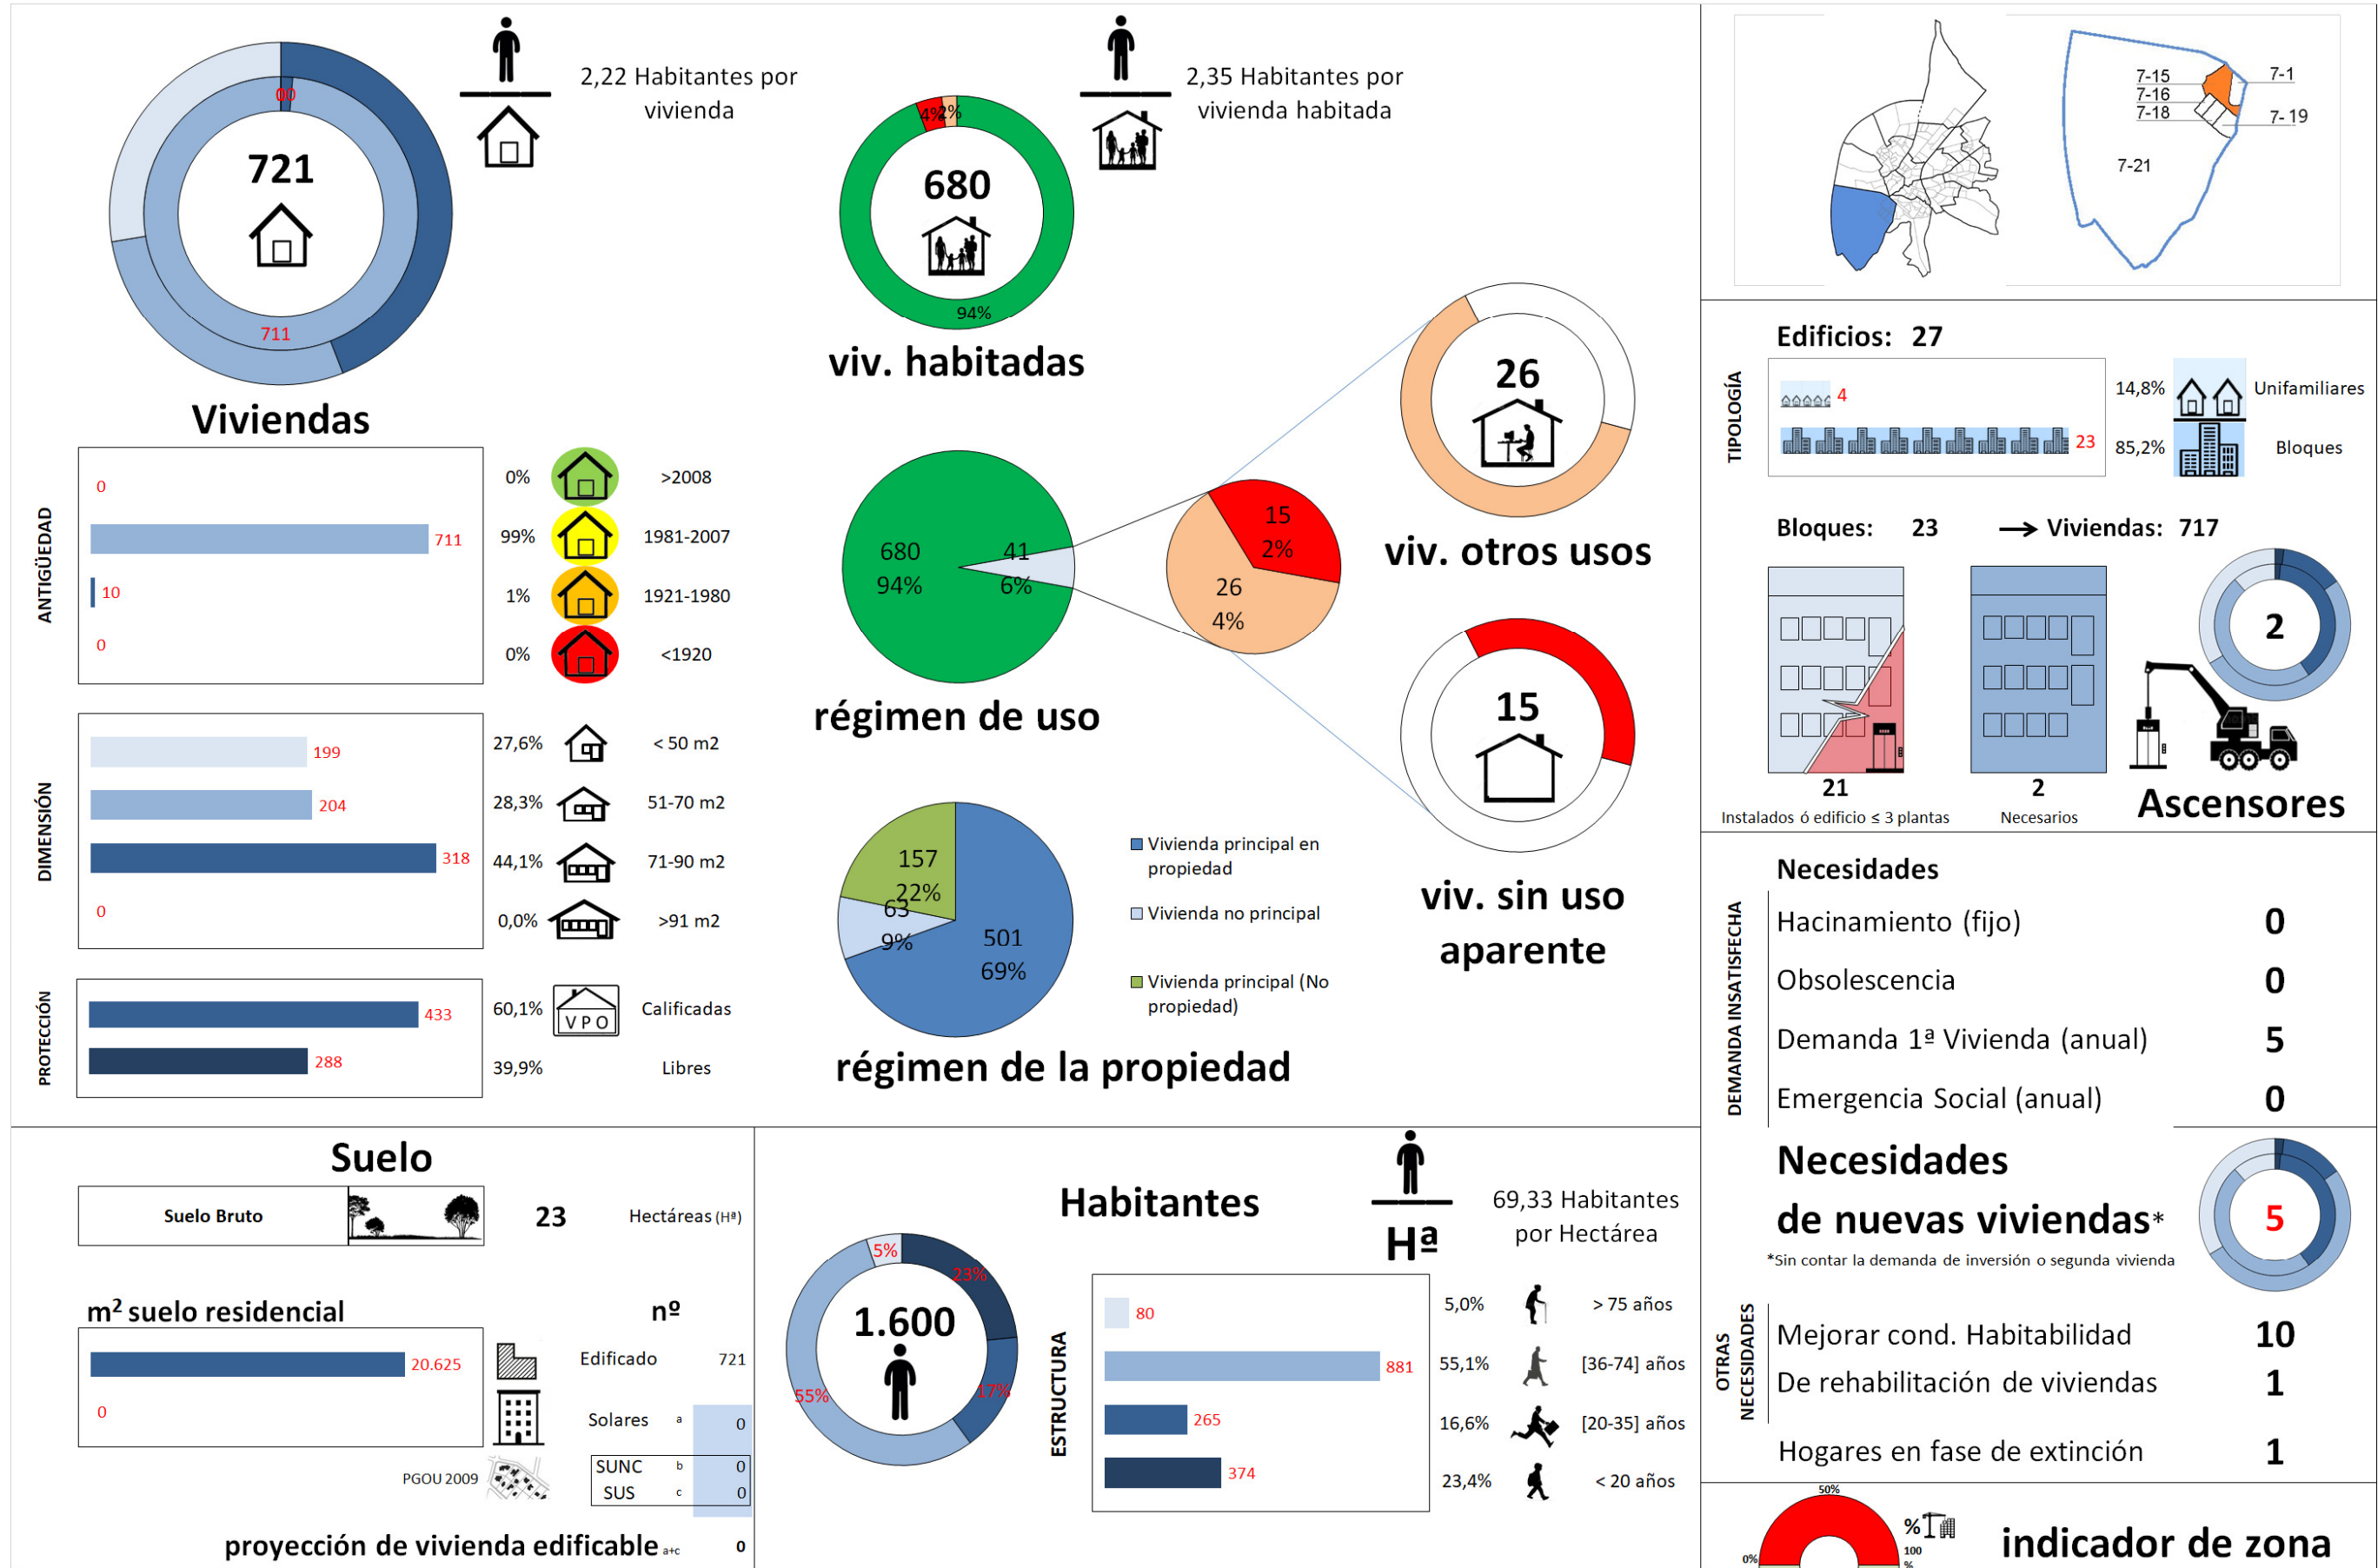 00
721
711
Viviendas
2,22 Habitantes por
vivienda
4%
2%
680
94%
viv. habitadas
2,35 Habitantes por
vivienda habitada
ANTIGÜEDAD
0
0%
>2008
711
99%
1981-2007
10
1%
1921-1980
0
0%
<1920
DIMENSIÓN
199
27,6%
< 50 m2
204
28,3%
51-70 m2
318
44,1%
71-90 m2
0
0,0%
>91 m2
PROTECCIÓN
433
60,1%
VPO
Calificadas
288
39,9%
Libres
680
94%
41
6%
régimen de uso
15
2%
26
4%
26
viv. otros usos
15
viv. sin uso
aparente
157
22%
63
9%
501
69%
Vivienda principal en
propiedad
Vivienda no principal
Vivienda principal (No
propiedad)
régimen de la propiedad
7-15
7-16
7-18
7-1
7- 19
7-21
TIPOLOGÍA
Edificios: 27
4
14,8%
Unifamiliares
23
85,2%
Bloques
Bloques: 23
Viviendas: 717
2
21
Instalados ó edificio ≤ 3 plantas
2
Necesarios
Ascensores
DEMANDA INSATISFECHA
Necesidades
Hacinamiento (fijo) 0
Obsolescencia 0
Demanda 1ª Vivienda (anual) 5
Emergencia Social (anual) 0
Necesidades
de nuevas viviendas*
5
*Sin contar la demanda de inversión o segunda vivienda
OTRAS
NECESIDADES
Mejorar cond. Habitabilidad 10
De rehabilitación de viviendas 1
Hogares en fase de extinción 1
50%
0%
%
100
%
indicador de zona
Suelo
Suelo Bruto
23
Hectáreas (Hª)
m² suelo residencial
nº
20.625
Edificado 721
0
Solares a 0
PGOU 2009
SUNC b 0
SUS c 0
proyección de vivienda edificable a+c 0
Habitantes
Hª
69,33 Habitantes
por Hectárea
5%
23%
17%
55%
1.600
ESTRUCTURA
80
5,0%
> 75 años
881
55,1%
[36-74] años
265
16,6%
[20-35] años
374
23,4%
< 20 años